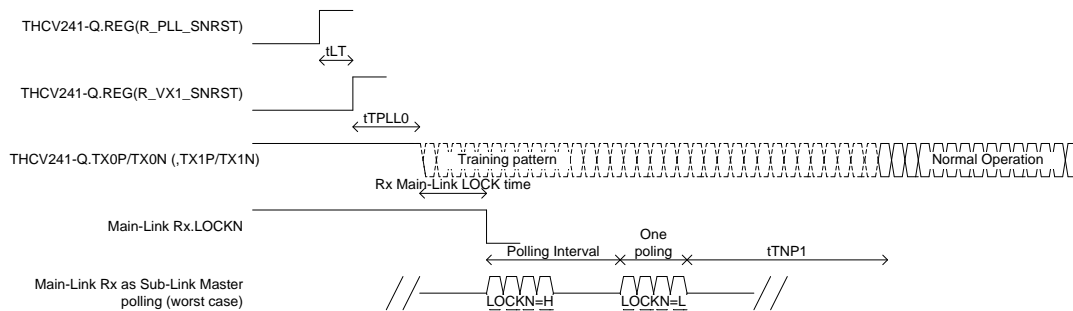 THCV241-Q.REG(R_PLL_SNRST)
tLT
THCV241-Q.REG(R_VX1_SNRST)
tTPLL0
THCV241-Q.TX0P/TX0N (,TX1P/TX1N)
Training pattern
Normal Operation
Rx Main-Link LOCK time
Main-Link Rx.LOCKN
Polling Interval
One
poling
tTNP1
Main-Link Rx as Sub-Link Master
polling (worst case)
LOCKN=H
LOCKN=L